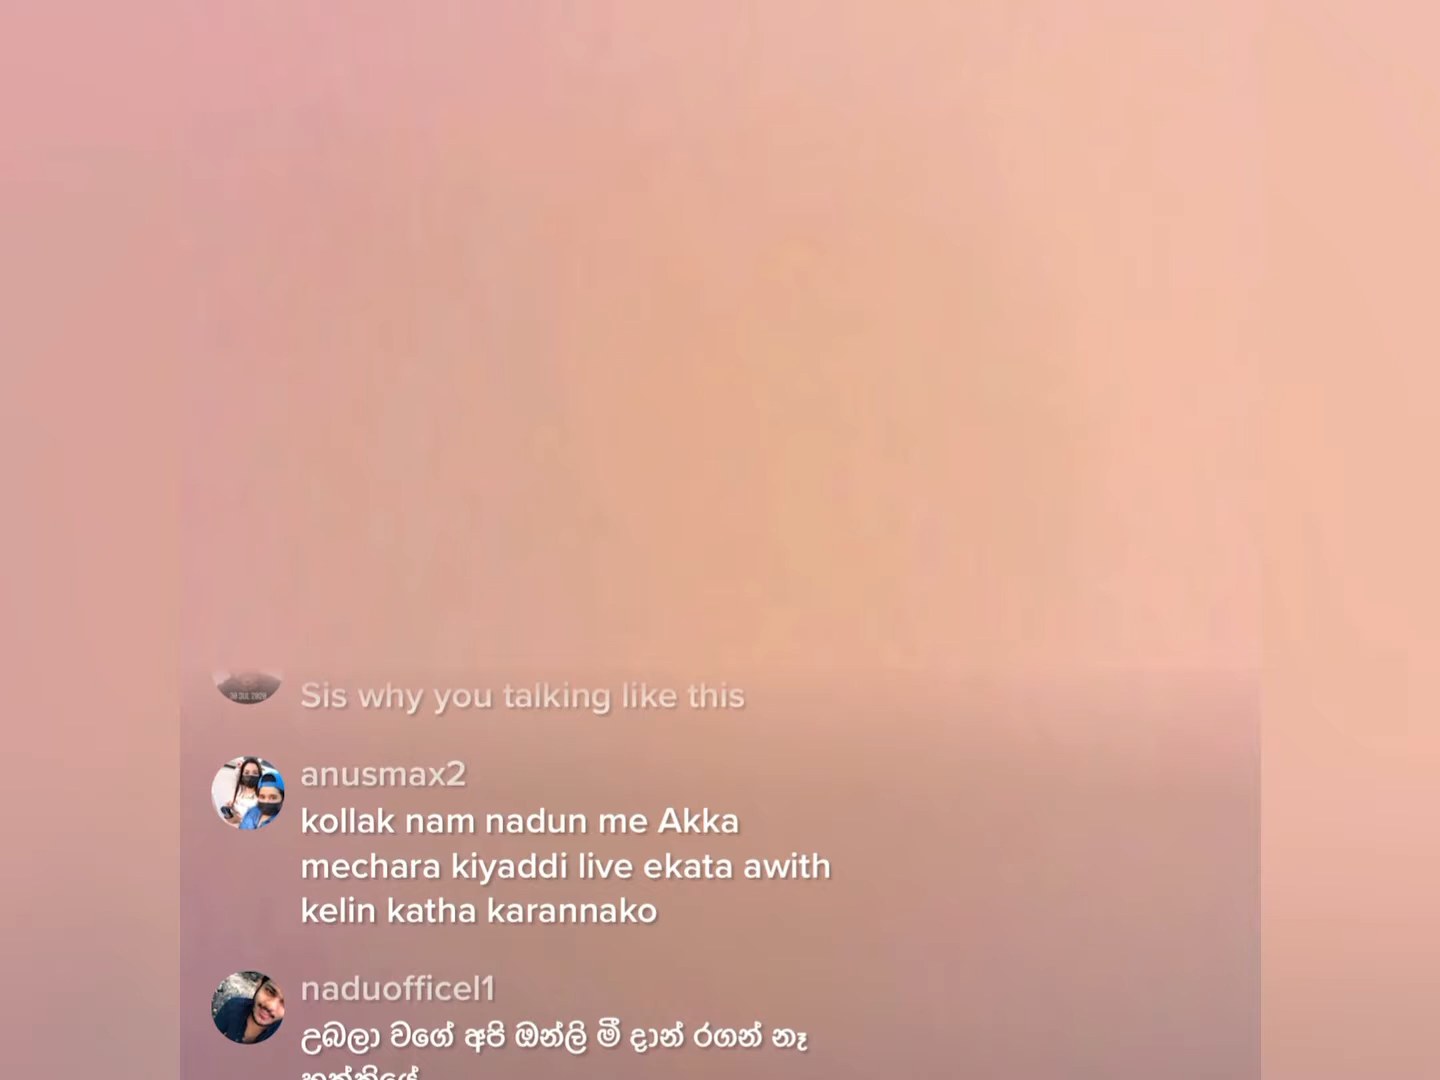 Sis why you talking like this
anusmax2
kollak nam nadun me Akka
mechara kiyaddi live ekata awith
kelin katha karannako
naduofficel1
උබලා වගේ අපි ඔන්ලි මී දාන් රගන් නෑ